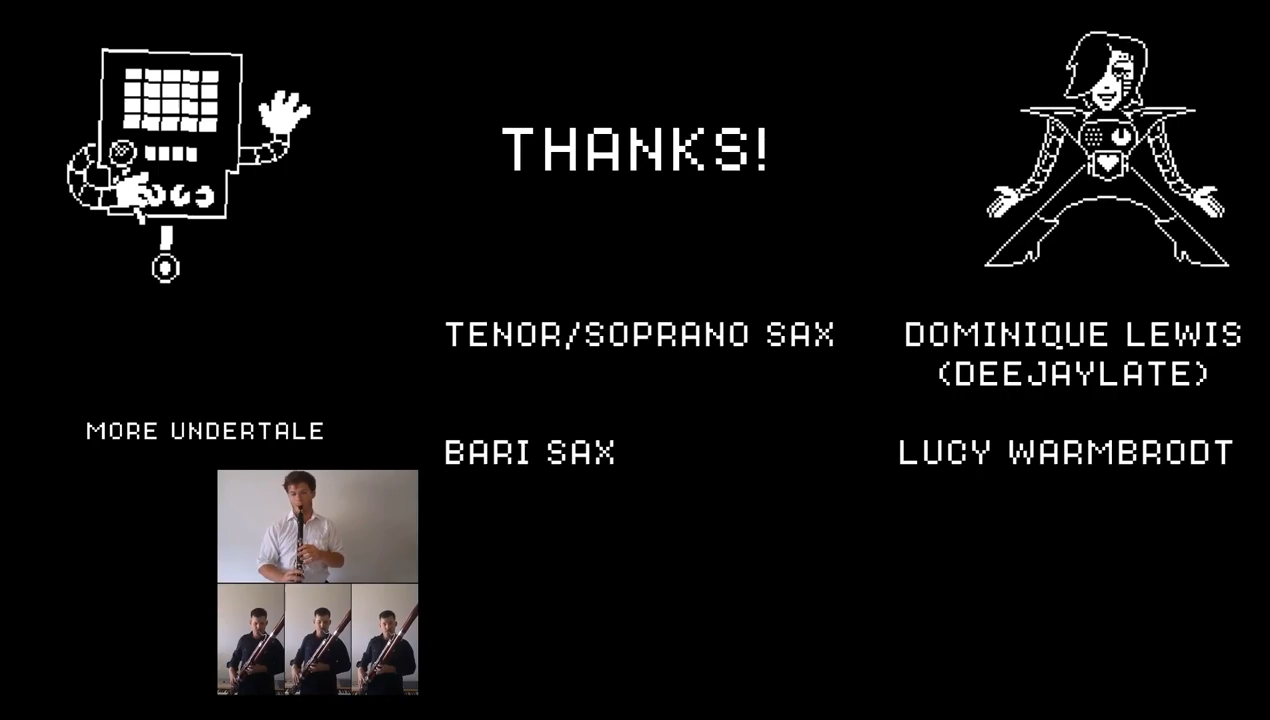 THANKS!
TENOR/SOPRANO SAX
DOMINIQUE LEWIS
(DEEJAYLATE)
MORE UNDERTALE
BARI SAX
LUCY WARMBRODT